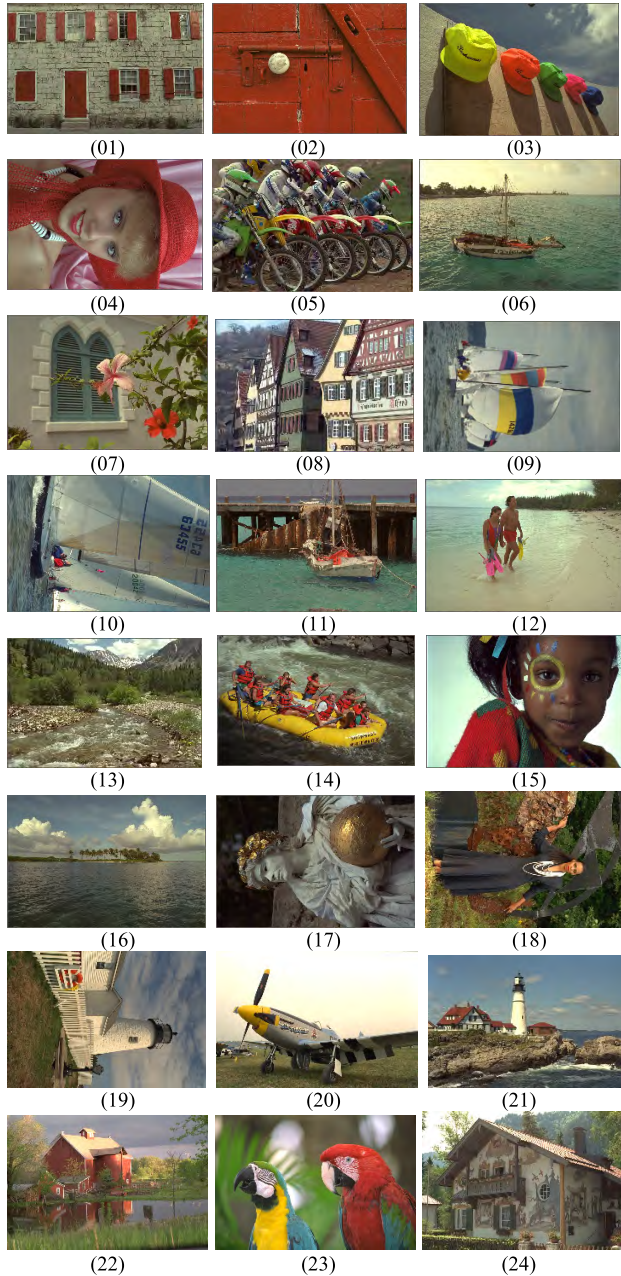 (01) (02) (03)
(04) (05) (06)
(07) (08) (09)
(10) (11) (12)
(13) (14) (15)
(16) (17) (18)
(19) (20) (21)
(22) (23) (24)
63455